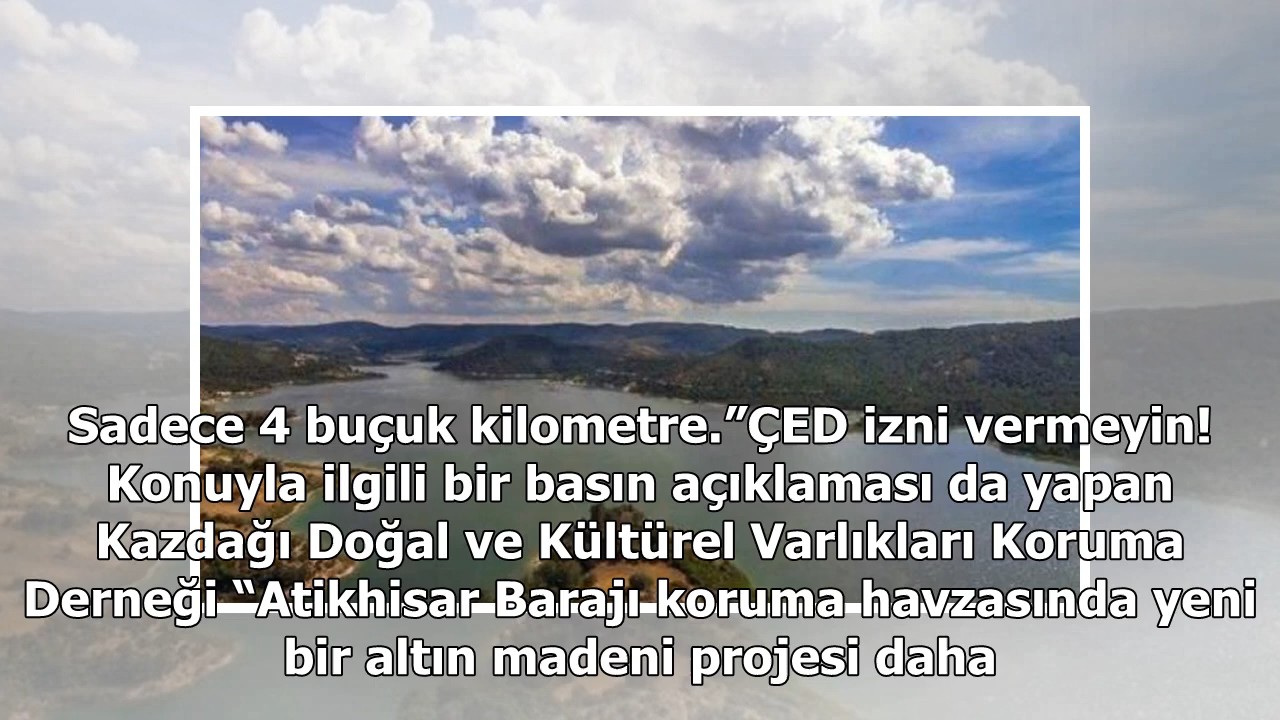 Sadece 4 buçuk kilometre.”ÇED izni vermeyin!
Konuyla ilgili bir basın açıklaması da yapan
Kazdağı Doğal ve Kültürel Varlıkları Koruma
Derneği “Atikhisar Barajı koruma havzasında yeni
bir altın madeni projesi daha